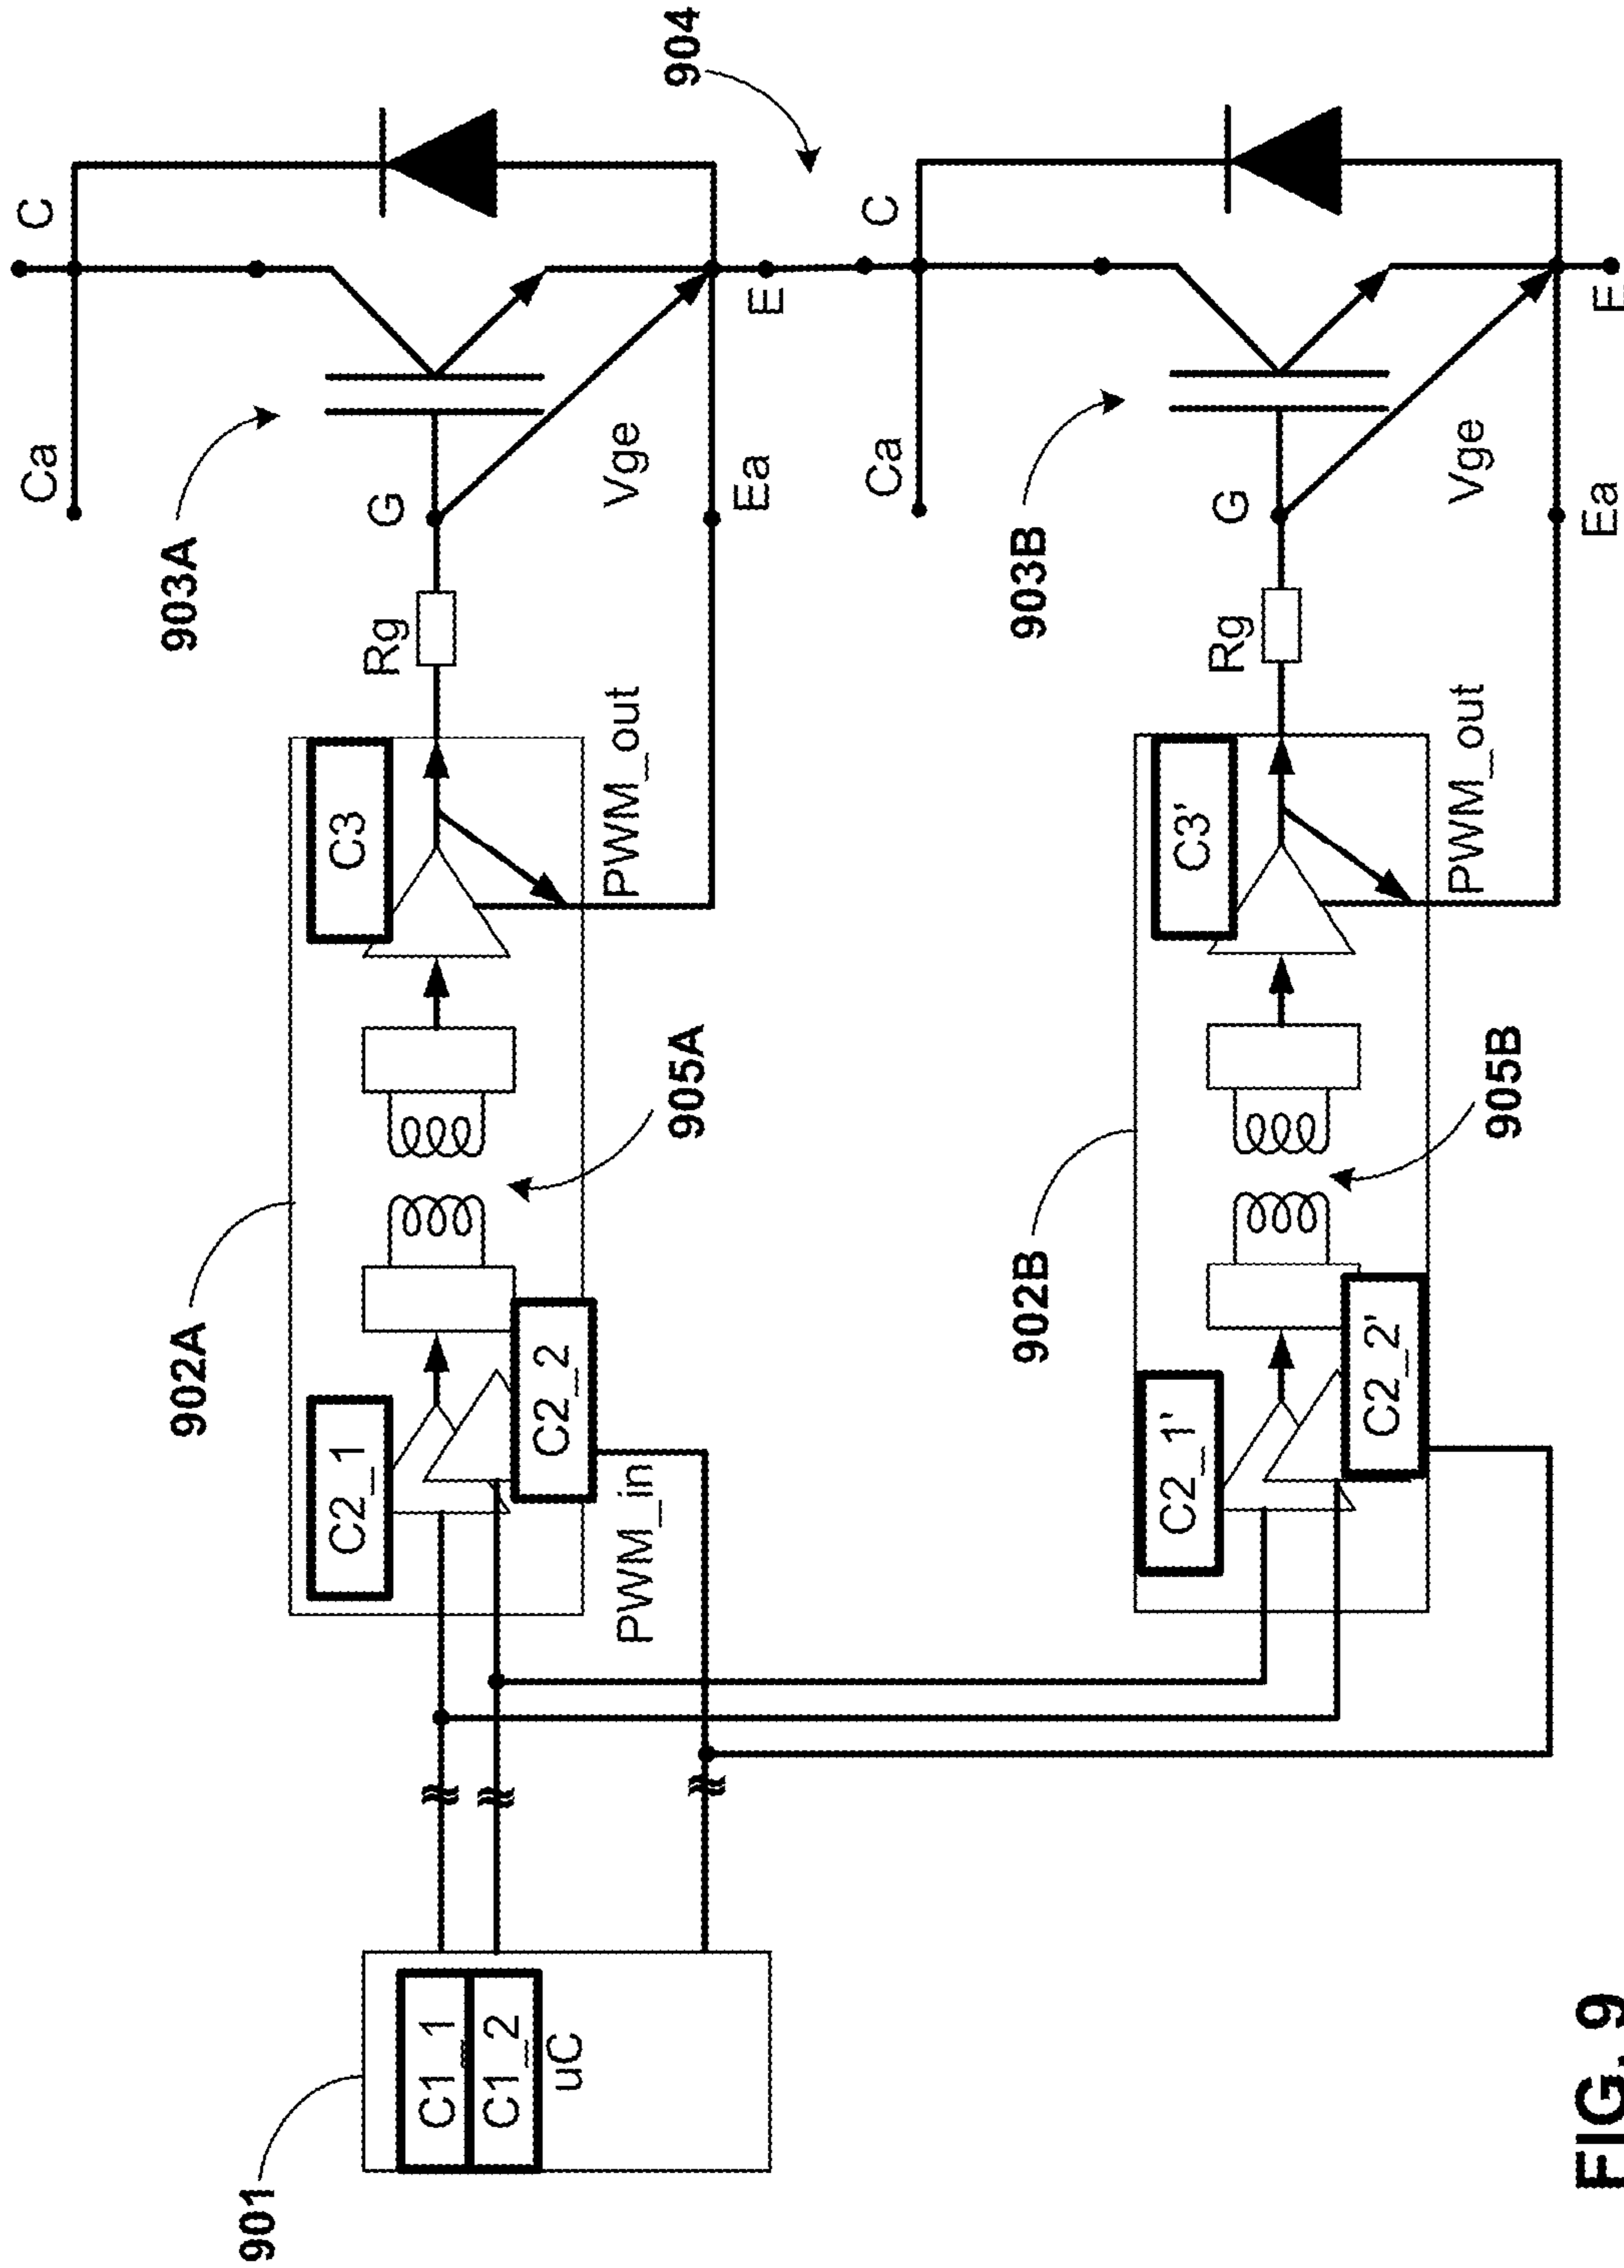 901
C1_1
C1_2
uC
902A
C2_1
C2_2
PWM_in
905A
C3
PWM_out
Rg
903A
G
Vge
Ca
C
Ea
E
904
902B
C2_1'
C2_2'
905B
C3'
PWM_out
Rg
903B
G
Vge
Ca
C
Ea
E
FIG. 9